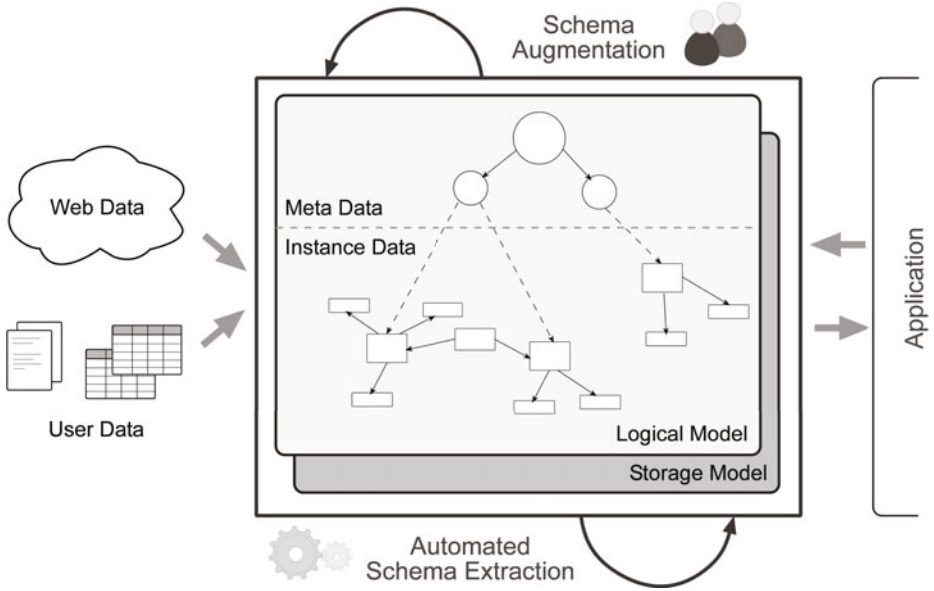 Schema
Augmentation
Web Data
Meta Data
Instance Data
User Data
Logical Model
Storage Model
Application
Automated
Schema Extraction